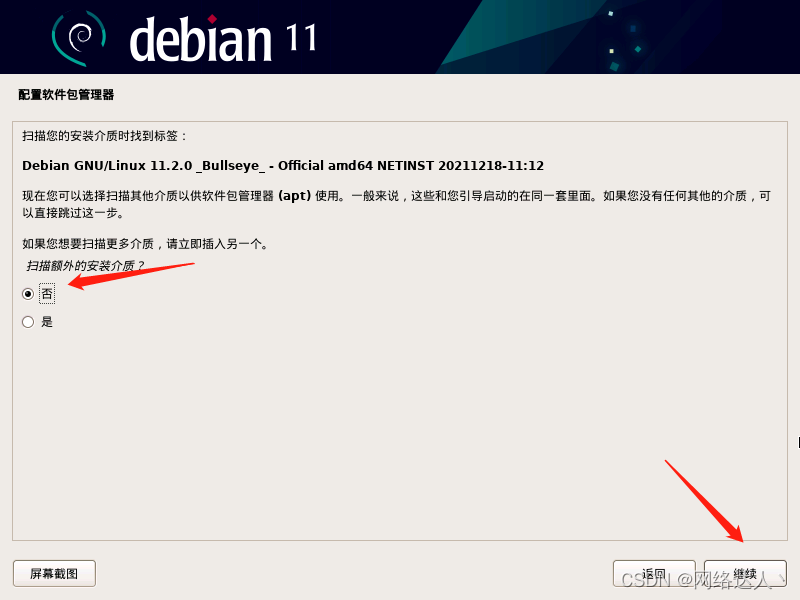 debian 11
配置软件包管理器
扫描您的安装介质时找到标签：
Debian GNU/Linux 11.2.0 _Bullseye_ - Official amd64 NETINST 20211218-11:12
现在您可以选择扫描其他介质以供软件包管理器 (apt) 使用。一般来说，这些和您引导启动的在同一套里面。如果您没有任何其他的介质，可
以直接跳过这一步。
如果您想要扫描更多介质，请立即插入另一个。
扫描额外的安装介质？
否
是
屏幕截图
返回
继续
CSDN @网络达人